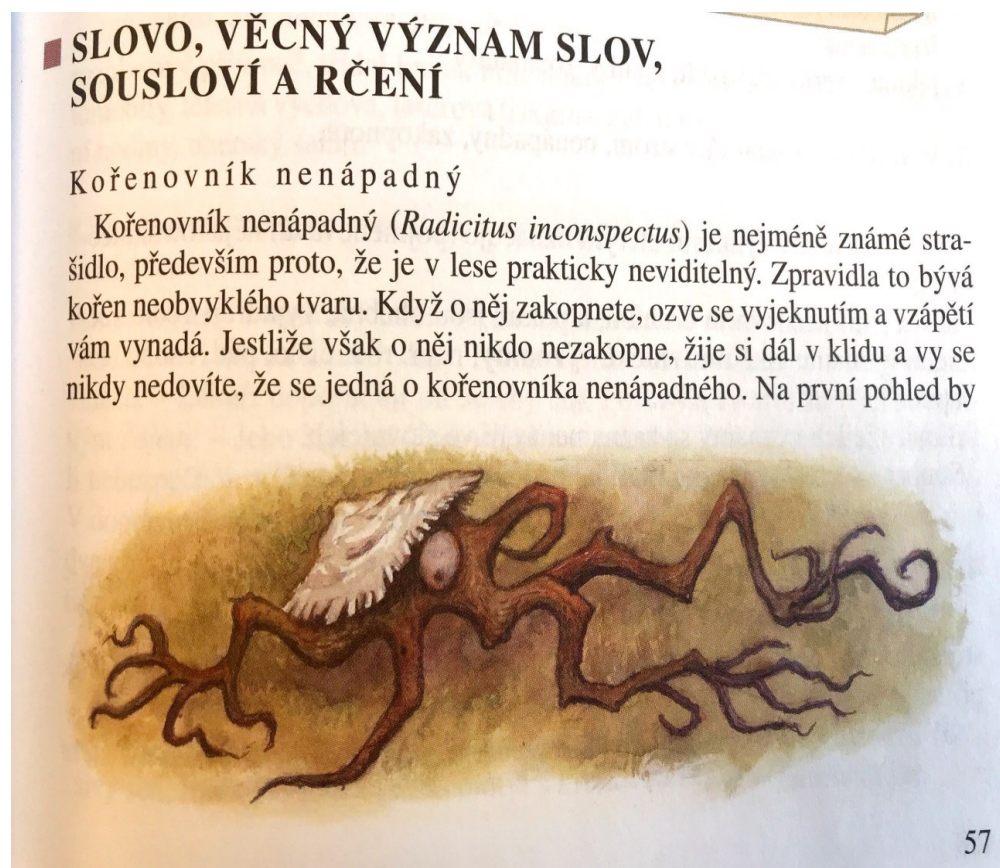 SLOVO, VĚCNÝ VÝZNAM SLOV,
SOUSLOVÍ A RČENÍ
Kořenovník nenápadný
Kořenovník nenápadný (Radicitus inconspectus) je nejméně známé stra-
šidlo, především proto, že je v lese prakticky neviditelný. Zpravidla to bývá
kořen neobvyklého tvaru. Když o něj zakopnete, ozve se vyjeknutím a vzápětí
vám vynadá. Jestliže však o něj nikdo nezakopne, žije si dál v klidu a vy se
nikdy nedovíte, že se jedná o kořenovníka nenápadného. Na první pohled by
57